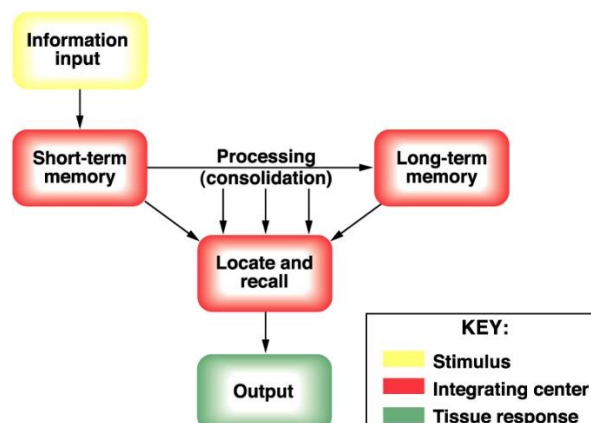 Information
input
Short-term
memory
Processing
(consolidation)
Long-term
memory
Locate and
recall
Output
KEY:
Stimulus
Integrating center
Tissue response